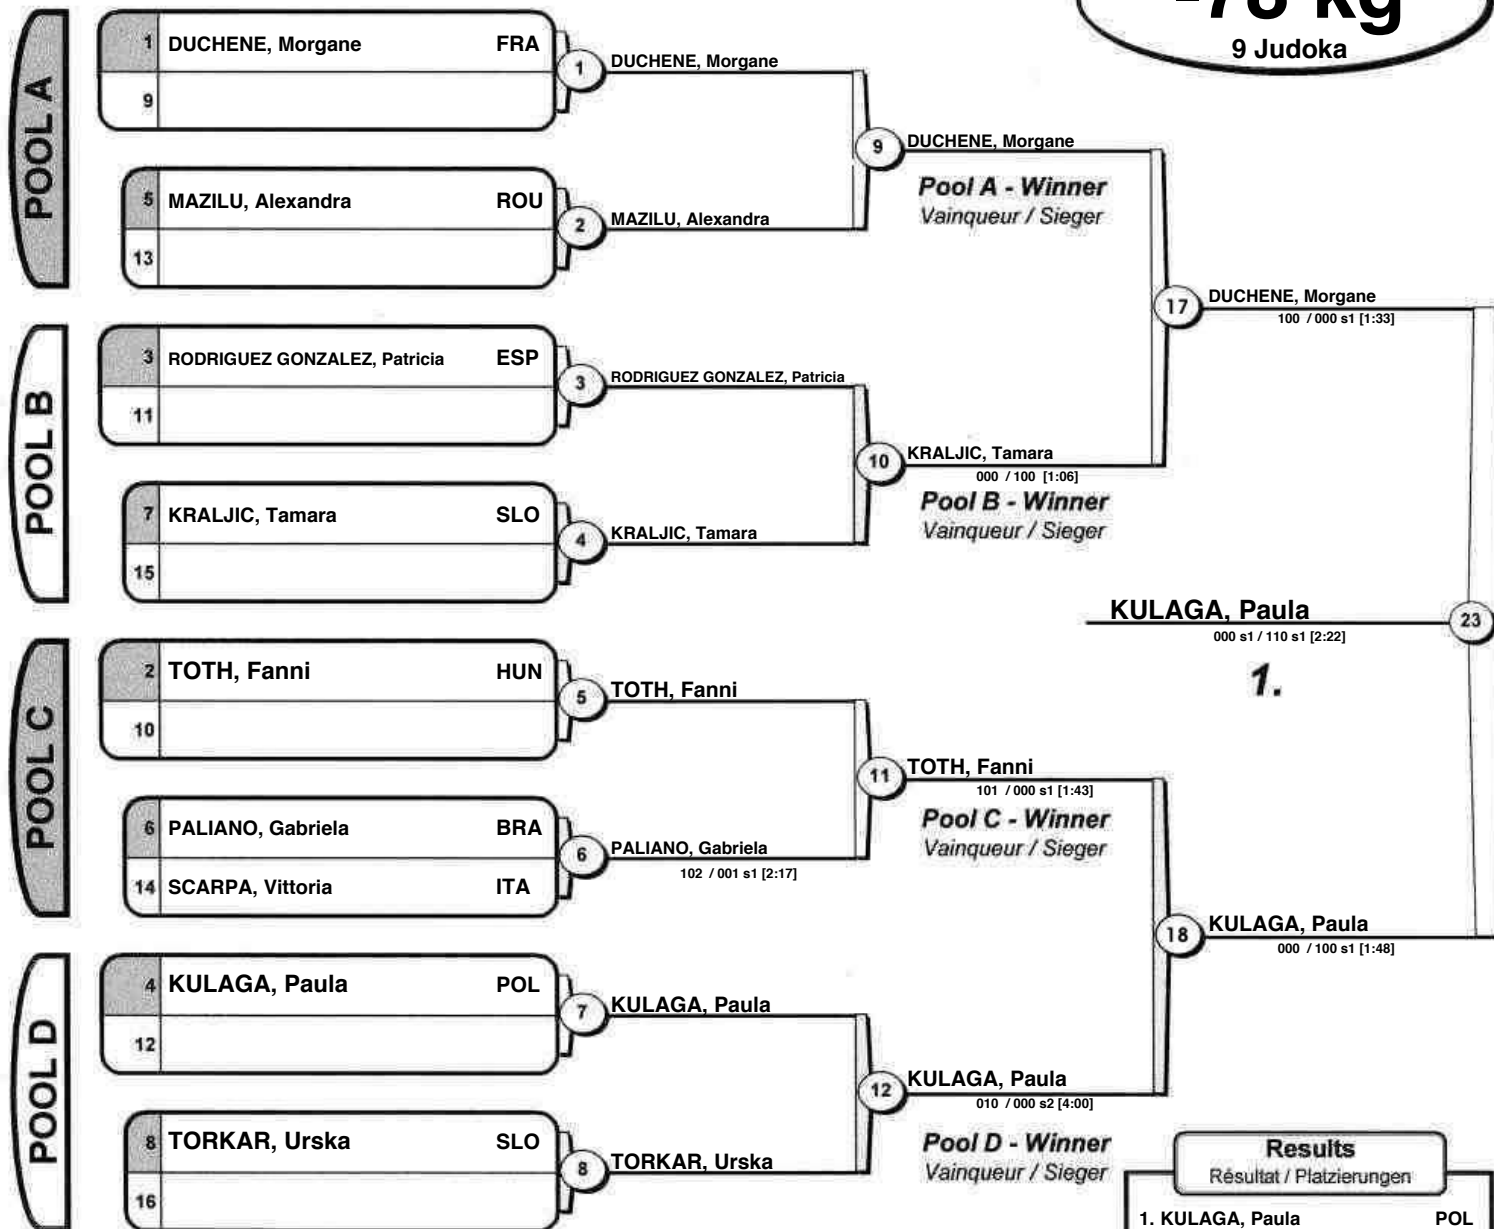 -78 kg
9 Judoka
POOL A
1 DUCHENE, Morgane FRA
9
1 DUCHENE, Morgane
5 MAZILU, Alexandra ROU
13
2 MAZILU, Alexandra
9 DUCHENE, Morgane
Pool A - Winner
Vainqueur / Sieger
POOL B
3 RODRIGUEZ GONZALEZ, Patricia ESP
11
3 RODRIGUEZ GONZALEZ, Patricia
7 KRALJIC, Tamara SLO
15
4 KRALJIC, Tamara
10 KRALJIC, Tamara
000 / 100 [1:06]
Pool B - Winner
Vainqueur / Sieger
17 DUCHENE, Morgane
100 / 000 s1 [1:33]
KULAGA, Paula 23
000 s1 / 110 s1 [2:22]
1.
POOL C
2 TOTH, Fanni HUN
10
5 TOTH, Fanni
6 PALIANO, Gabriela BRA
14 SCARPA, Vittoria ITA
6 PALIANO, Gabriela
102 / 001 s1 [2:17]
11 TOTH, Fanni
101 / 000 s1 [1:43]
Pool C - Winner
Vainqueur / Sieger
POOL D
4 KULAGA, Paula POL
12
7 KULAGA, Paula
8 TORKAR, Urska SLO
16
8 TORKAR, Urska
12 KULAGA, Paula
010 / 000 s2 [4:00]
Pool D - Winner
Vainqueur / Sieger
18 KULAGA, Paula
000 / 100 s1 [1:48]
Results
Résultat / Platzierungen
1. KULAGA, Paula POL